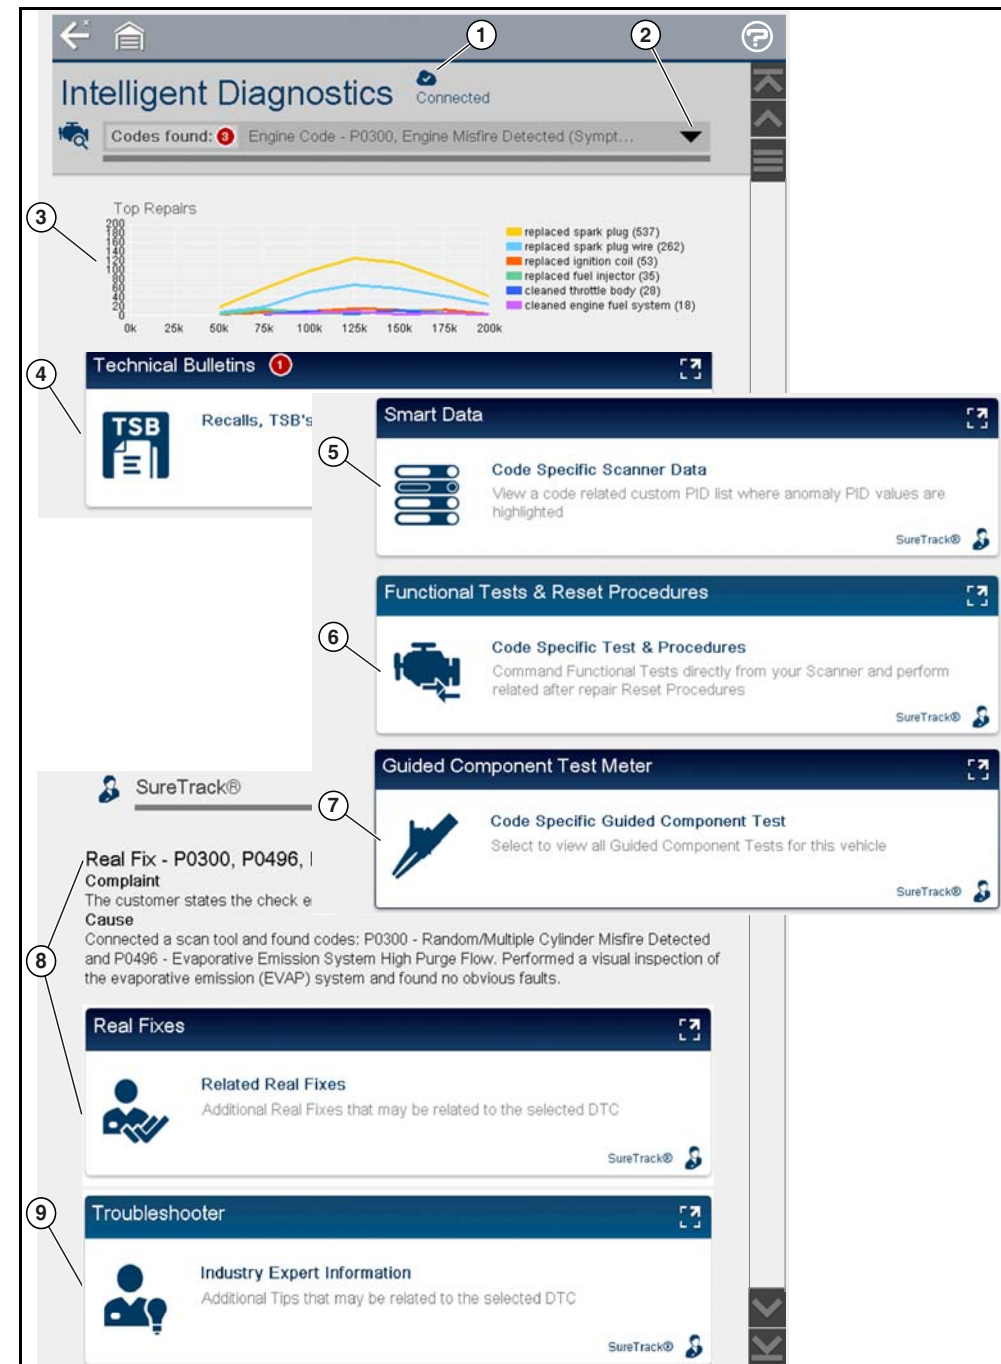 1
2
Intelligent Diagnostics
Connected
Codes found: 3 Engine Code - P0300, Engine Misfire Detected (Sympt...
3
Top Repairs
200
180
160
140
120
100
80
60
40
20
0
0k 25k 50k 75k 100k 125k 150k 175k 200k
replaced spark plug (537)
replaced spark plug wire (262)
replaced ignition coil (53)
replaced fuel injector (35)
cleaned throttle body (28)
cleaned engine fuel system (18)
4
Technical Bulletins 1
TSB
Recalls, TSB's
5
Smart Data
Code Specific Scanner Data
View a code related custom PID list where anomaly PID values are
highlighted
SureTrack®
6
Functional Tests & Reset Procedures
Code Specific Test & Procedures
Command Functional Tests directly from your Scanner and perform
related after repair Reset Procedures
SureTrack®
7
Guided Component Test Meter
Code Specific Guided Component Test
Select to view all Guided Component Tests for this vehicle
SureTrack®
SureTrack®
8
Real Fix - P0300, P0496,
Complaint
The customer states the check e
Cause
Connected a scan tool and found codes: P0300 - Random/Multiple Cylinder Misfire Detected
and P0496 - Evaporative Emission System High Purge Flow. Performed a visual inspection of
the evaporative emission (EVAP) system and found no obvious faults.
Real Fixes
Related Real Fixes
Additional Real Fixes that may be related to the selected DTC
SureTrack®
9
Troubleshooter
Industry Expert Information
Additional Tips that may be related to the selected DTC
SureTrack®